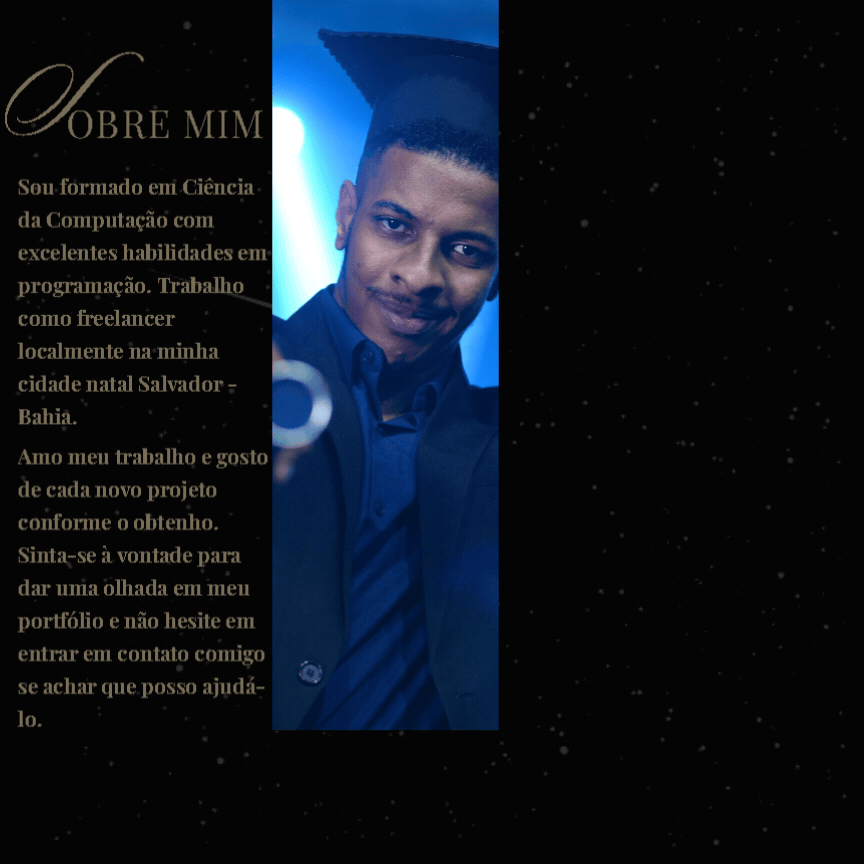 SOBRE MIM
Sou formado em Ciência
da Computação com
excelentes habilidades em
programação. Trabalho
como freelancer
localmente na minha
cidade natal Salvador -
Bahia.
Amo meu trabalho e gosto
de cada novo projeto
conforme o obtenho.
Sinta-se à vontade para
dar uma olhada em meu
portfólio e não hesite em
entrar em contato comigo
se achar que posso ajudá-
lo.